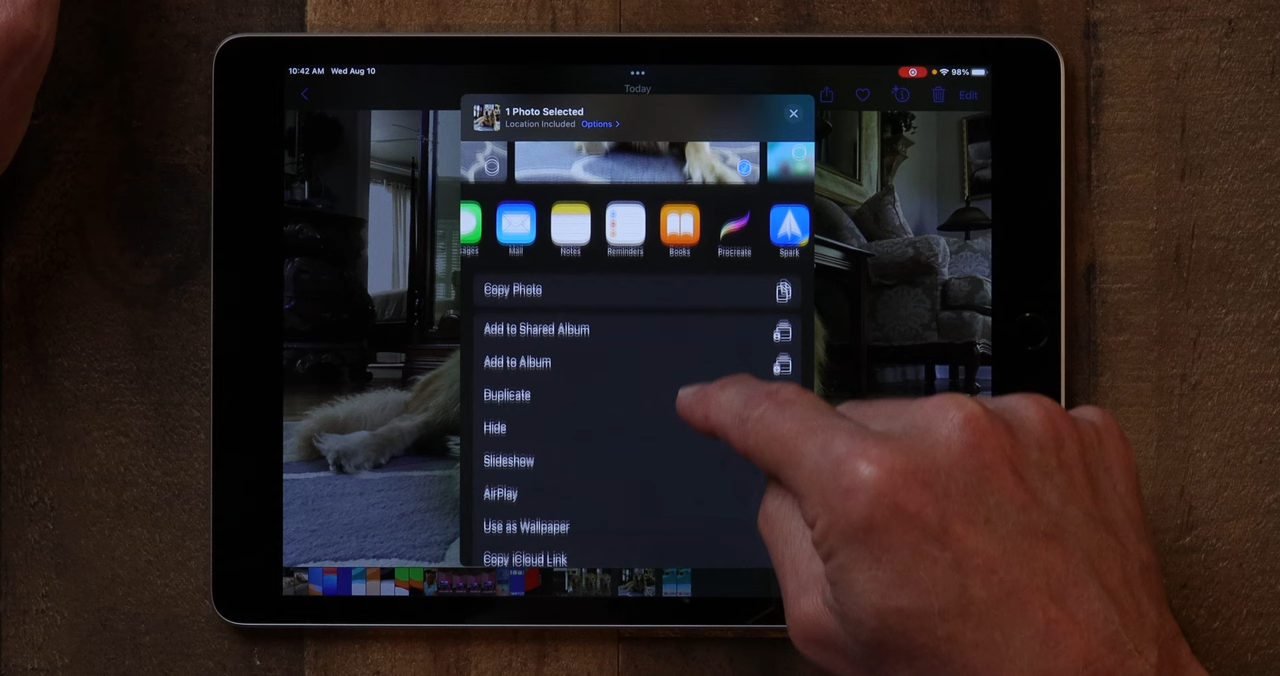 10:42 AM Wed Aug 10
98%
Today
Edit
1 Photo Selected
Location Included Options >
Mail Notes Reminders Books Procreate Spark
Copy Photo
Add to Shared Album
Add to Album
Duplicate
Hide
Slideshow
AirPlay
Use as Wallpaper
Copy iCloud Link